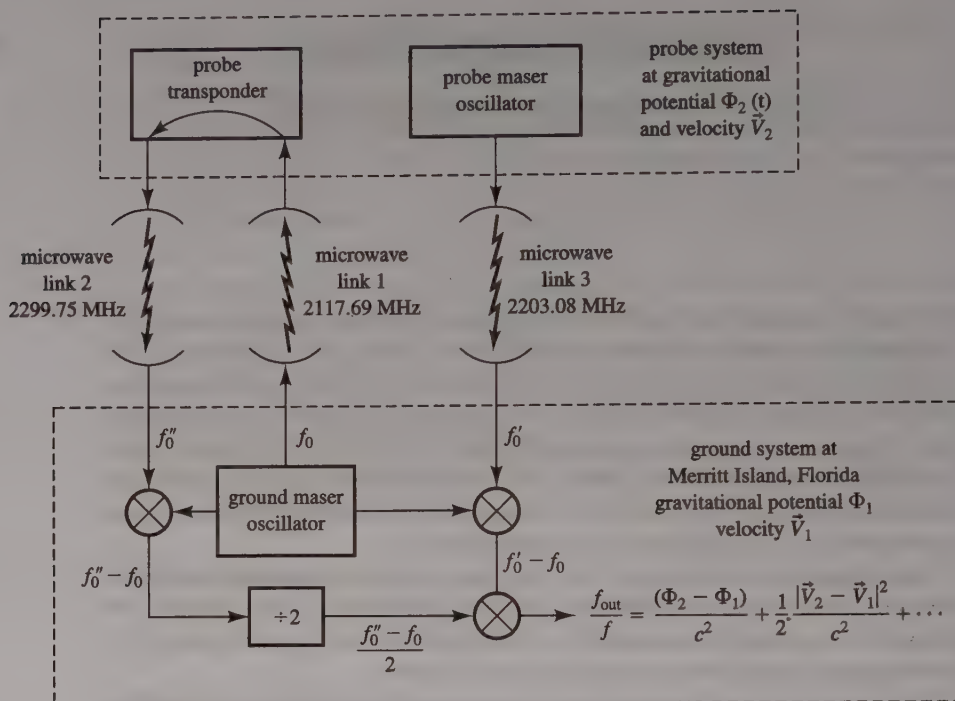 probe
transponder
probe maser
oscillator
probe system
at gravitational
potential Φ₂ (t)
and velocity V⃗₂
microwave
link 2
2299.75 MHz
microwave
link 1
2117.69 MHz
microwave
link 3
2203.08 MHz
f₀″
f₀
f₀′
ground maser
oscillator
ground system at
Merritt Island, Florida
gravitational potential Φ₁
velocity V⃗₁
f₀″ − f₀
f₀′ − f₀
÷2
(f₀″ − f₀)/2
f_out/f = (Φ₂ − Φ₁)/c² + 1/2 |V⃗₂ − V⃗₁|²/c² + ⋯